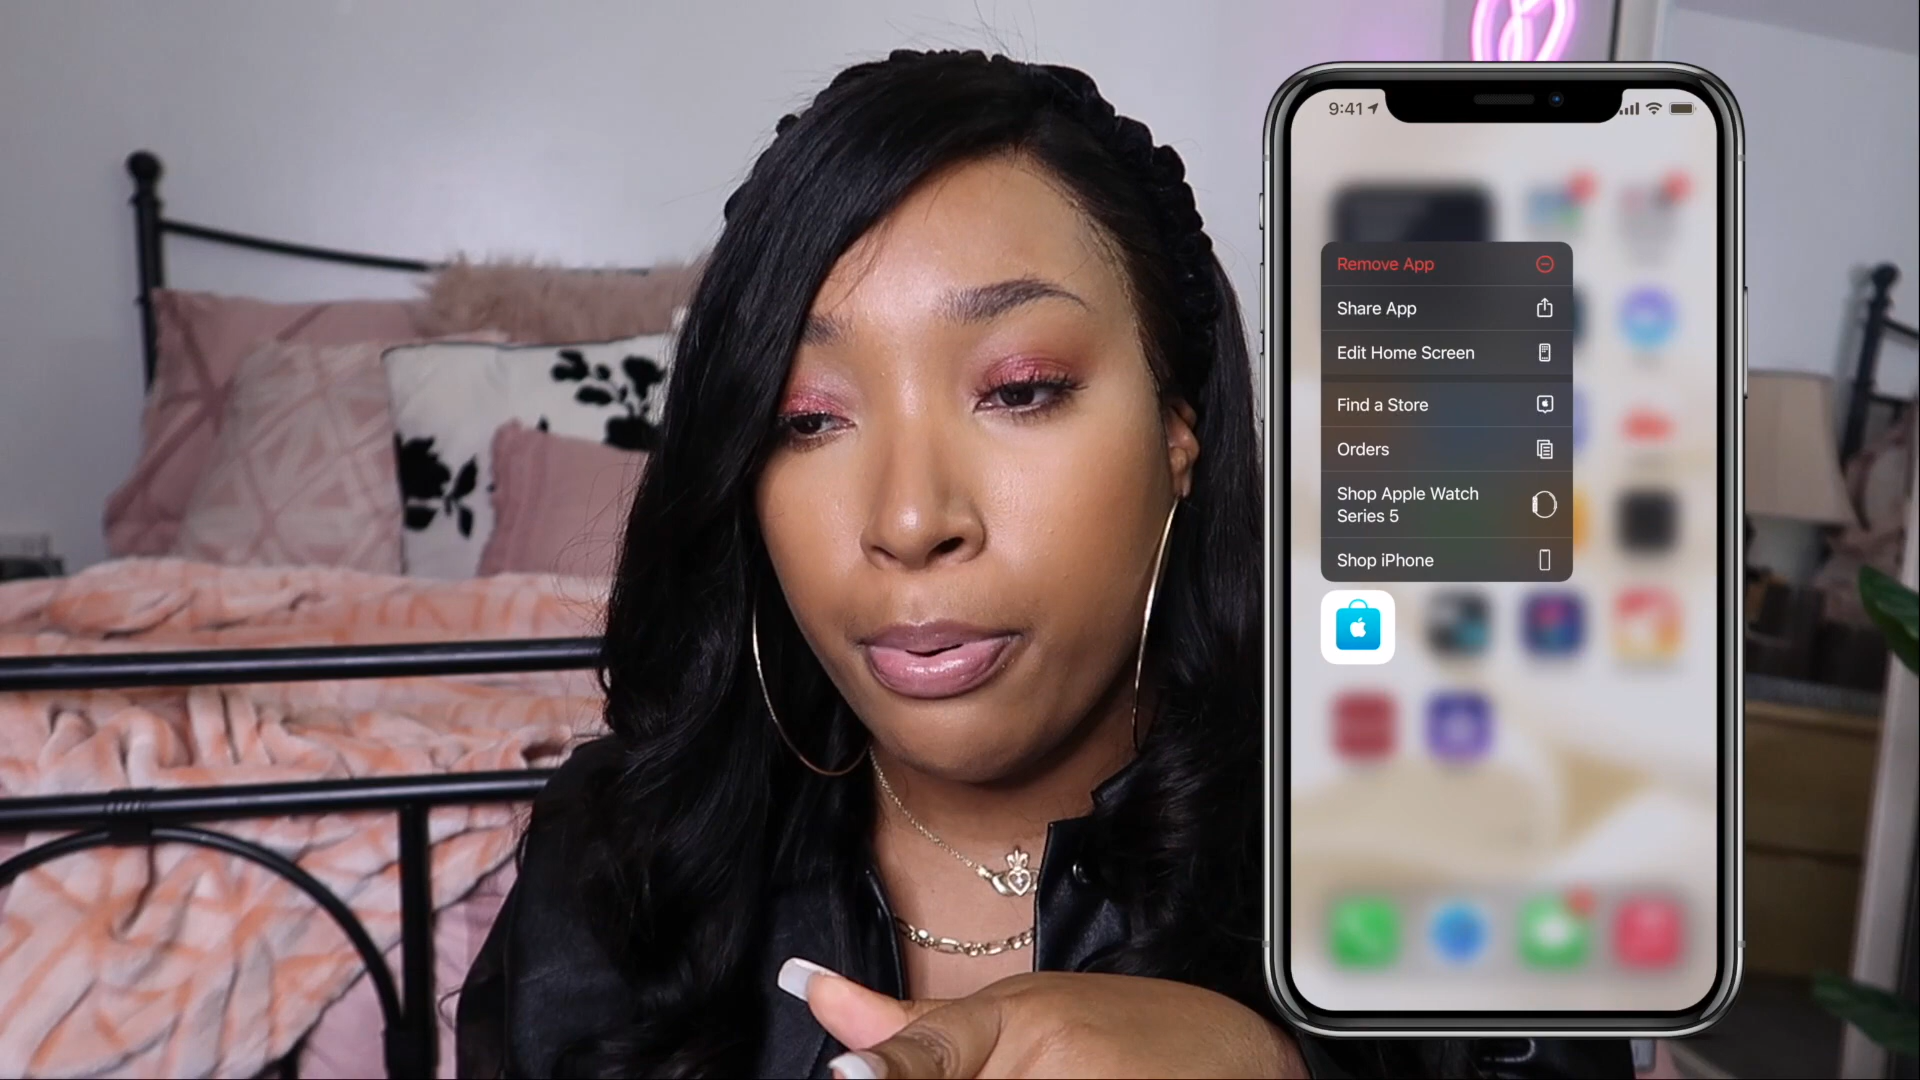 9:41
Remove App
Share App
Edit Home Screen
Find a Store
Orders
Shop Apple Watch
Series 5
Shop iPhone